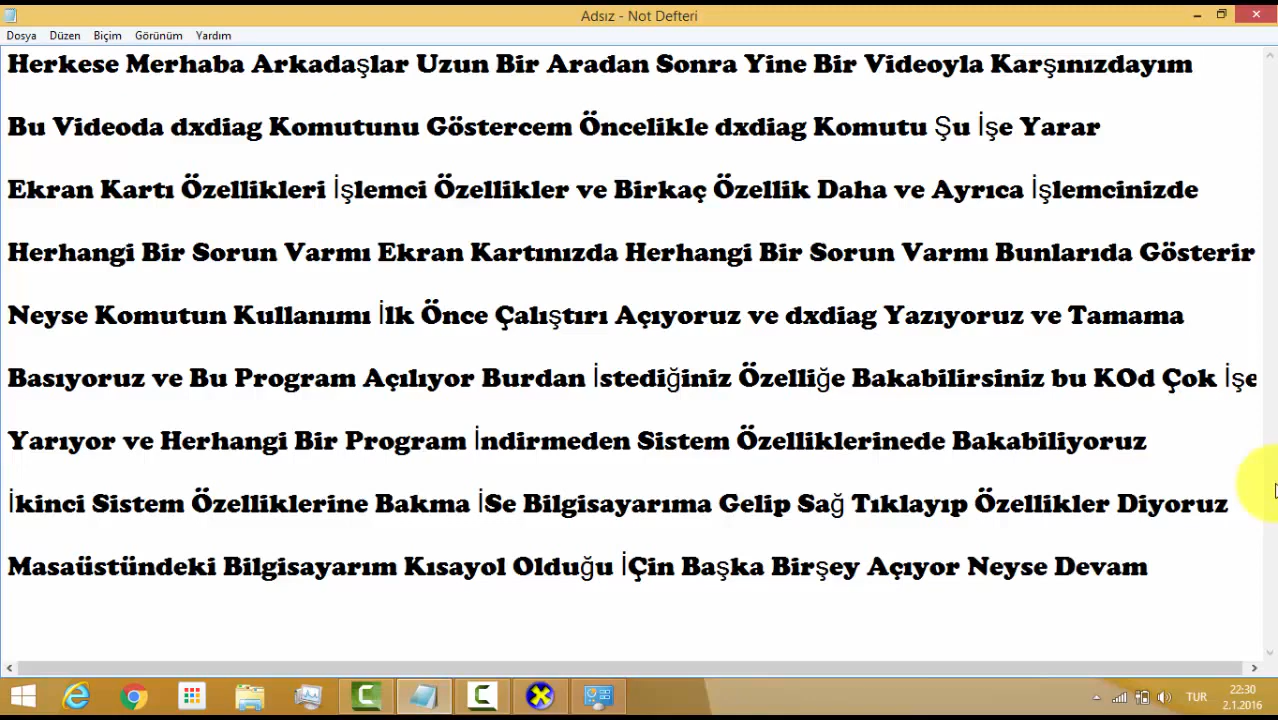 Adsız - Not Defteri
Dosya Düzen Biçim Görünüm Yardım
Herkese Merhaba Arkadaşlar Uzun Bir Aradan Sonra Yine Bir Videoyla Karşınızdayım
Bu Videoda dxdiag Komutunu Göstercem Öncelikle dxdiag Komutu Şu İşe Yarar
Ekran Kartı Özellikleri İşlemci Özellikler ve Birkaç Özellik Daha ve Ayrıca İşlemcinizde
Herhangi Bir Sorun Varmı Ekran Kartınızda Herhangi Bir Sorun Varmı Bunlarıda Gösterir
Neyse Komutun Kullanımı İlk Önce Çalıştırı Açıyoruz ve dxdiag Yazıyoruz ve Tamama
Basıyoruz ve Bu Program Açılıyor Burdan İstediğiniz Özelliğe Bakabilirsiniz bu KOd Çok İşe
Yarıyor ve Herhangi Bir Program İndirmeden Sistem Özelliklerinede Bakabiliyoruz
İkinci Sistem Özelliklerine Bakma İSe Bilgisayarıma Gelip Sağ Tıklayıp Özellikler Diyoruz
Masaüstündeki Bilgisayarım Kısayol Olduğu İÇin Başka Birşey Açıyor Neyse Devam
TUR
22:30
2.1.2016